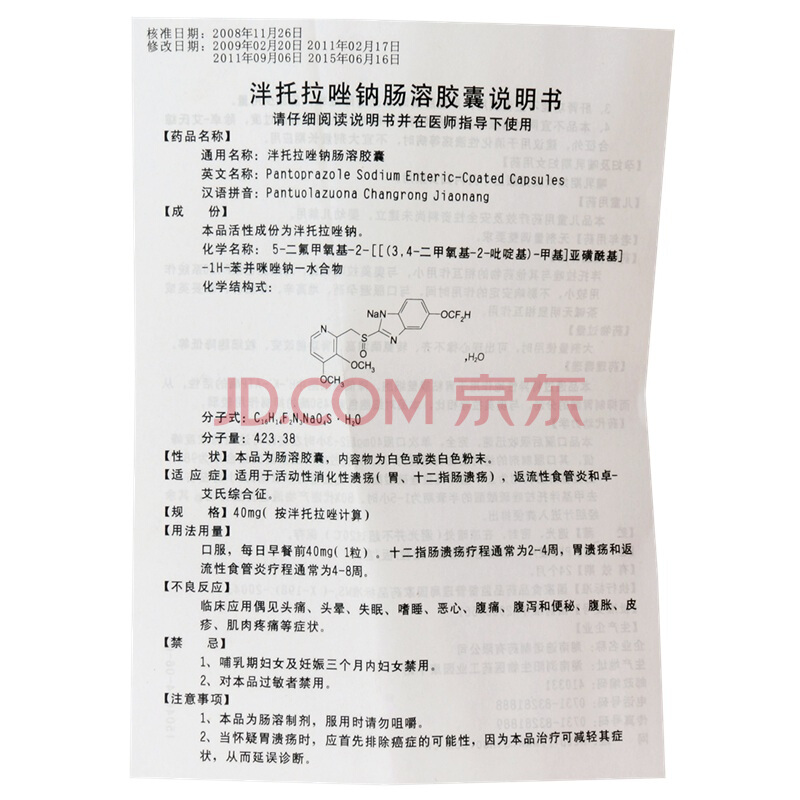 核准日期：2008年11月26日
修改日期：2009年02月20日 2011年02月17日
2011年09月06日 2015年06月16日
泮托拉唑钠肠溶胶囊说明书
请仔细阅读说明书并在医师指导下使用
【药品名称】
通用名称：泮托拉唑钠肠溶胶囊
英文名称：Pantoprazole Sodium Enteric-Coated Capsules
汉语拼音：Pantuolazuona Changrong Jiaonang
【成 份】
本品活性成份为泮托拉唑钠。
化学名称： 5-二氟甲氧基-2-[[(3,4-二甲氧基-2-吡啶基)-甲基]亚磺酰基]
-1H-苯并咪唑钠一水合物
化学结构式：
NaN
OCF₂H
N
S
N
O
,H₂O
OCH₃
OCH₃
JD.COM 京东
分子式：C₁₆H₁₄F₂N₃NaO₄S·H₂O
分子量：423.38
【性 状】本品为肠溶胶囊，内容物为白色或类白色粉末。
【适 应 症】适用于活动性消化性溃疡(胃、十二指肠溃疡)，返流性食管炎和卓-
艾氏综合征。
【规 格】40mg(按泮托拉唑计算)
【用法用量】
口服，每日早餐前40mg(1粒)。十二指肠溃疡疗程通常为2-4周，胃溃疡和返
流性食管炎疗程通常为4-8周。
【不良反应】
临床应用偶见头痛、头晕、失眠、嗜睡、恶心、腹痛、腹泻和便秘、腹胀、皮
疹、肌肉疼痛等症状。
【禁 忌】
1、哺乳期妇女及妊娠三个月内妇女禁用。
2、对本品过敏者禁用。
【注意事项】
1、本品为肠溶制剂，服用时请勿咀嚼。
2、当怀疑胃溃疡时，应首先排除癌症的可能性，因为本品治疗可减轻其症
状，从而延误诊断。